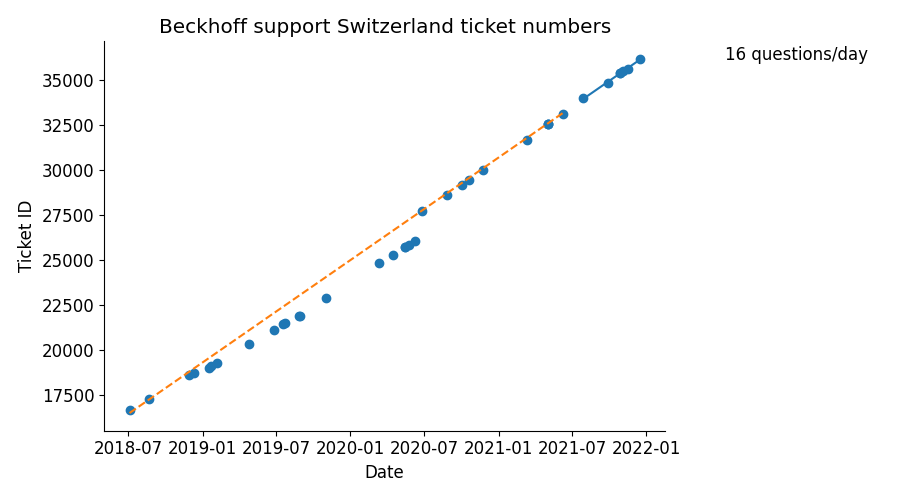 Beckhoff support Switzerland ticket numbers
16 questions/day
35000
32500
30000
27500
25000
22500
20000
17500
Ticket ID
2018-07 2019-01 2019-07 2020-01 2020-07 2021-01 2021-07 2022-01
Date